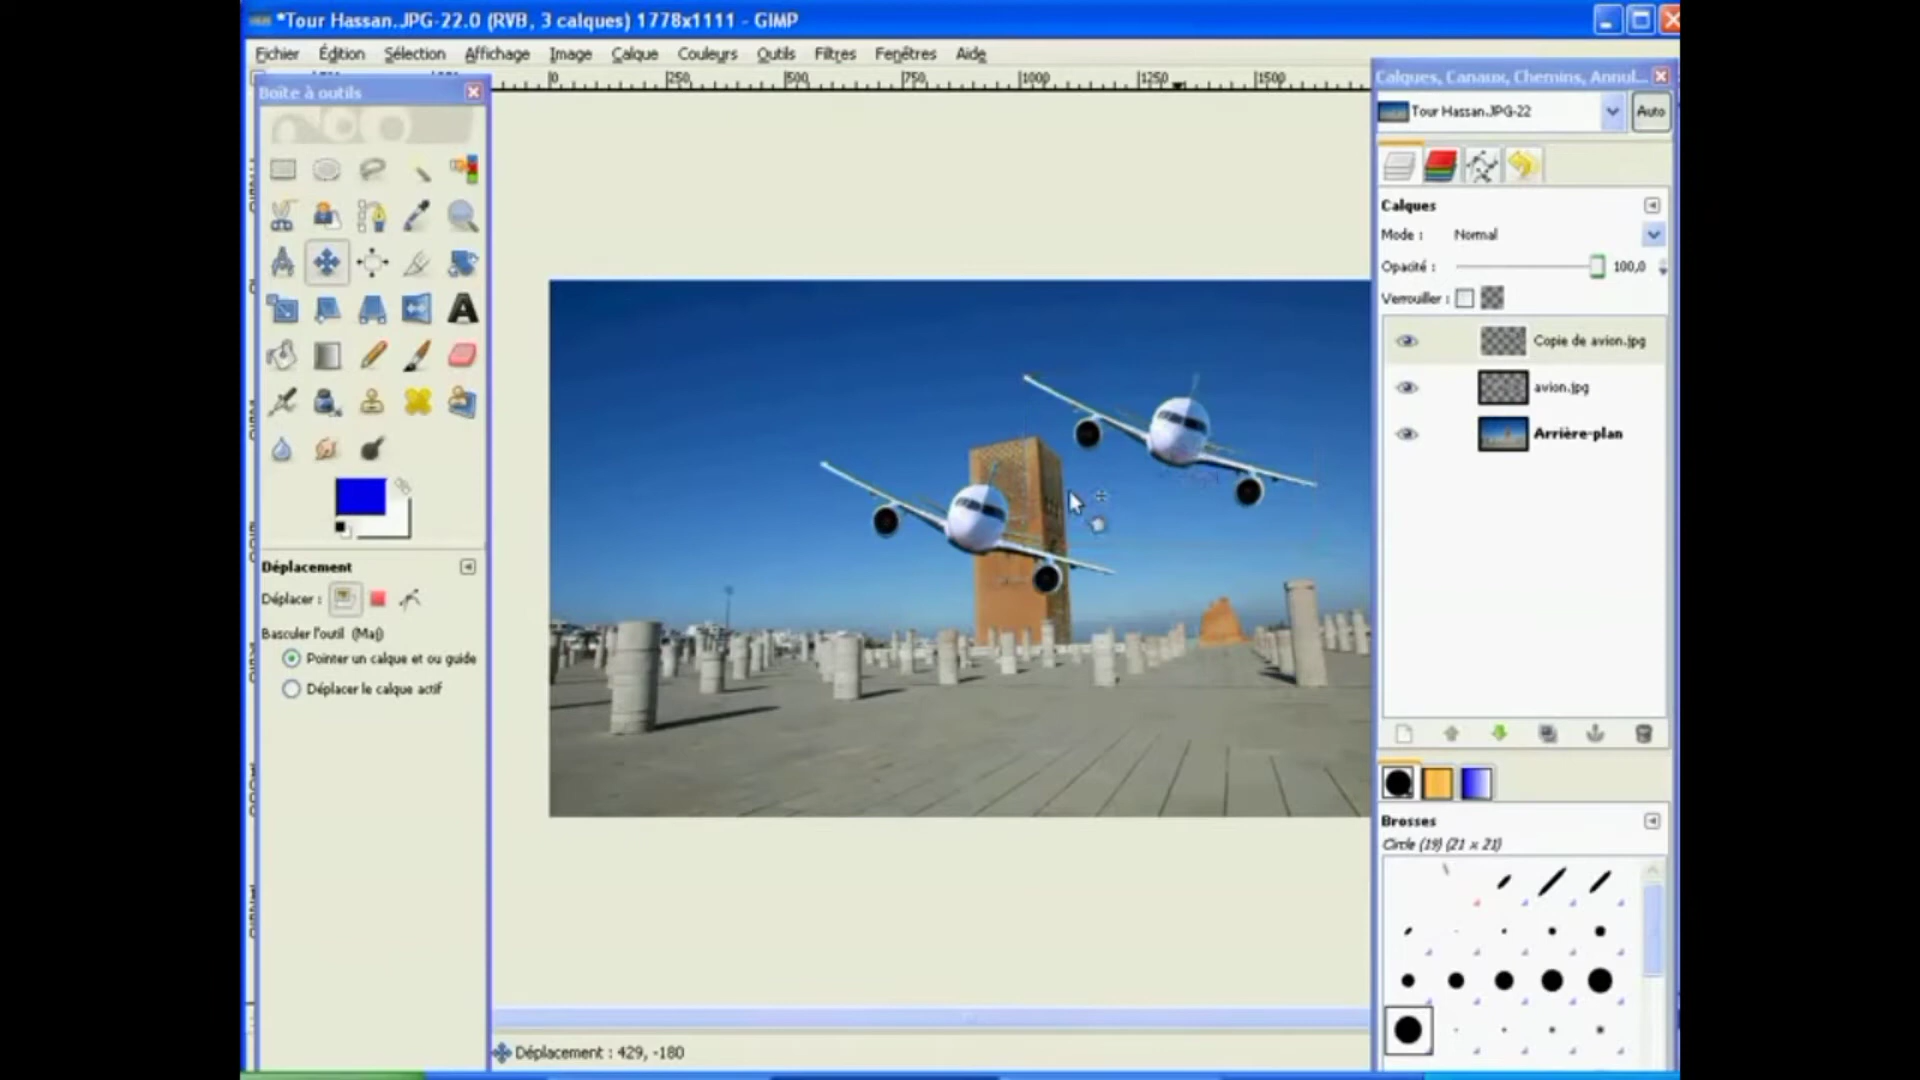 *Tour Hassan.JPG-22.0 (RVB, 3 calques) 1778x1111 - GIMP
Fichier Édition Sélection Affichage Image Calque Couleurs Outils Filtres Fenêtres Aide
0 250 500 750 1000 1250 1500
Boîte à outils
Déplacement
Déplacer :
Basculer l'outil (Maj)
Pointer un calque et ou guide
Déplacer le calque actif
Déplacement : 429, -180
Calques, Canaux, Chemins, Annul...
Tour Hassan.JPG-22
Auto
Calques
Mode : Normal
Opacité : 100,0
Verrouiller :
Copie de avion.jpg
avion.jpg
Arrière-plan
Brosses
Circle (19) (21 x 21)